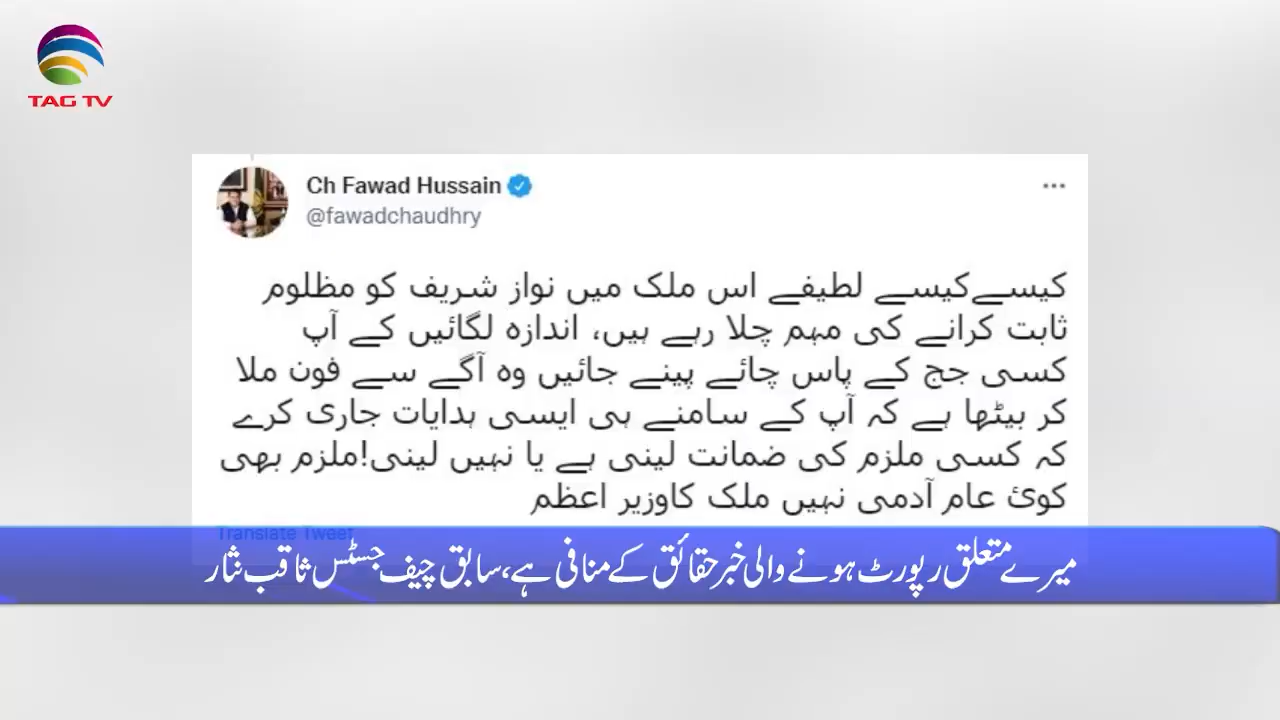 TAG TV
Ch Fawad Hussain
@fawadchaudhry
کیسےکیسے لطیفے اس ملک میں نواز شریف کو مظلوم
ثابت کرانے کی مہم چلا رہے ہیں، اندازہ لگائیں کے آپ
کسی جج کے پاس چائے پینے جائیں وہ آگے سے فون ملا
کر بیٹھا ہے کہ آپ کے سامنے ہی ایسی ہدایات جاری کرے
کہ کسی ملزم کی ضمانت لینی ہے یا نہیں لینی!ملزم بھی
کوئ عام آدمی نہیں ملک کاوزیر اعظم
Translate Tweet
میرے متعلق رپورٹ ہونے والی خبر حقائق کے منافی ہے، سابق چیف جسٹس ثاقب نثار